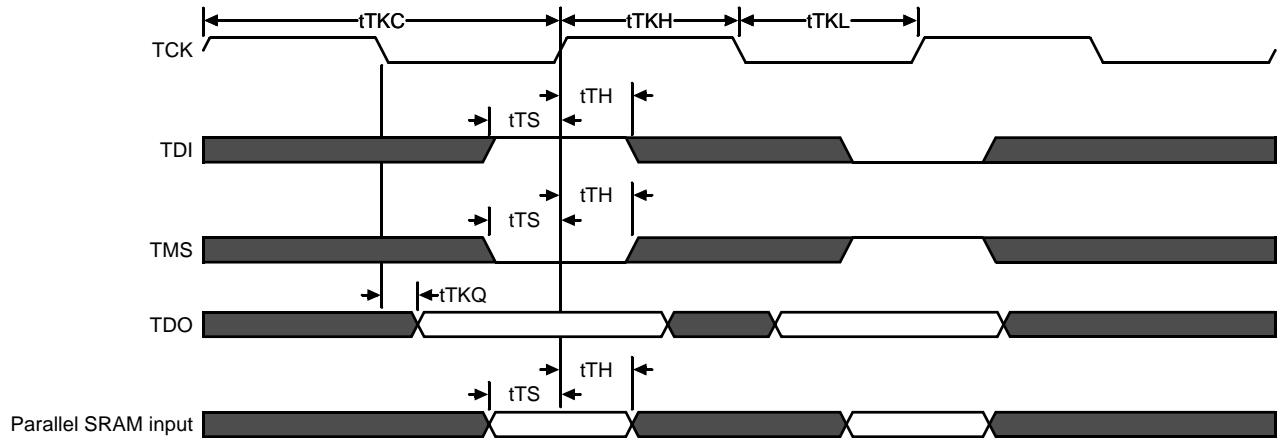 tTKC tTKH tTKL
TCK
tTH
tTS
TDI
tTH
tTS
TMS
tTKQ
TDO
tTH
tTS
Parallel SRAM input